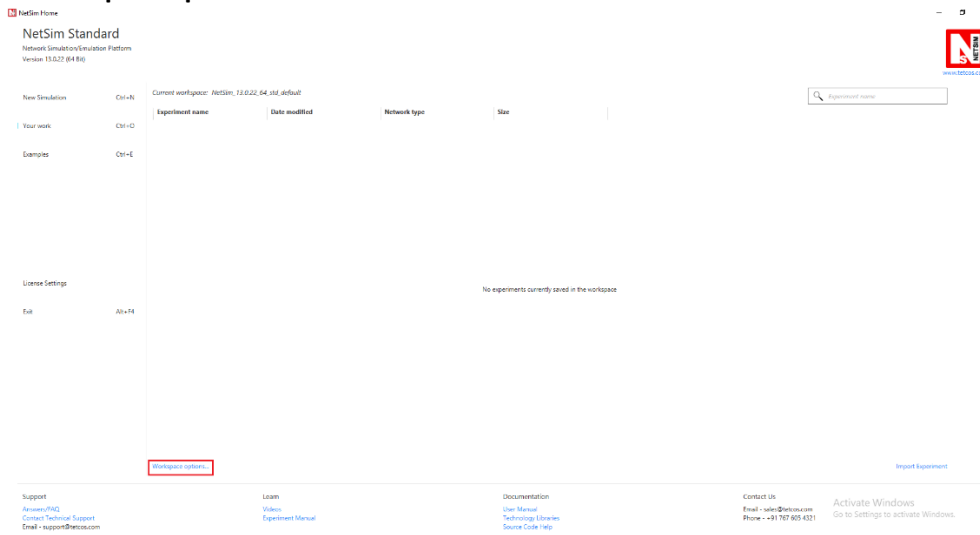 NetSim Home
NetSim Standard
Network Simulation/Emulation Platform
Version 13.0.22 (64 Bit)
NETSIM
www.tetcos.c
New Simulation Ctrl+N
Your work Ctrl+O
Examples Ctrl+E
License Settings
Exit Alt+F4
Current workspace: NetSim_13.0.22_64_std_default
Experiment name
Experiment name Date modified Network type Size
No experiments currently saved in the workspace
Workspace options...
Import Experiment
Support
Answers/FAQ
Contact Technical Support
Email - support@tetcos.com
Learn
Videos
Experiment Manual
Documentation
User Manual
Technology Libraries
Source Code Help
Contact Us
Email - sales@tetcos.com
Phone - +91 767 605 4321
Activate Windows
Go to Settings to activate Windows.